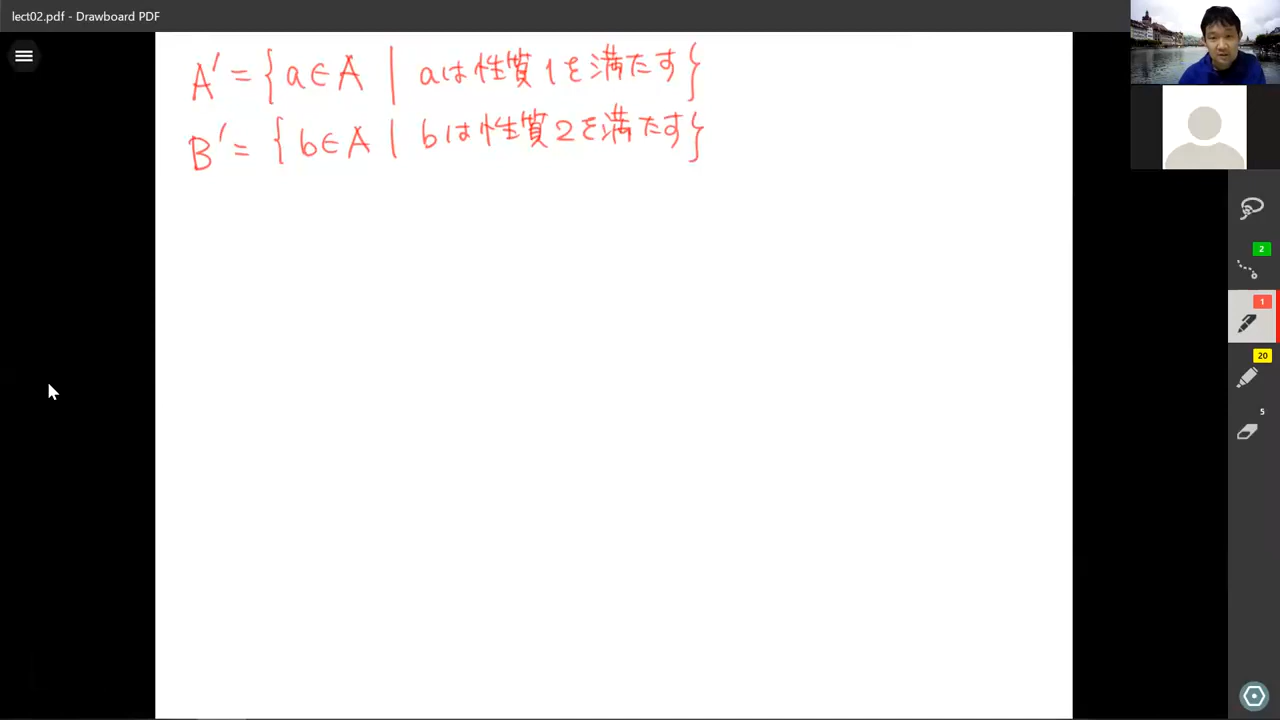 lect02.pdf - Drawboard PDF
A' = { a ∈ A | aは性質1を満たす}
B' = { b ∈ A | bは性質2を満たす}
2
1
20
5